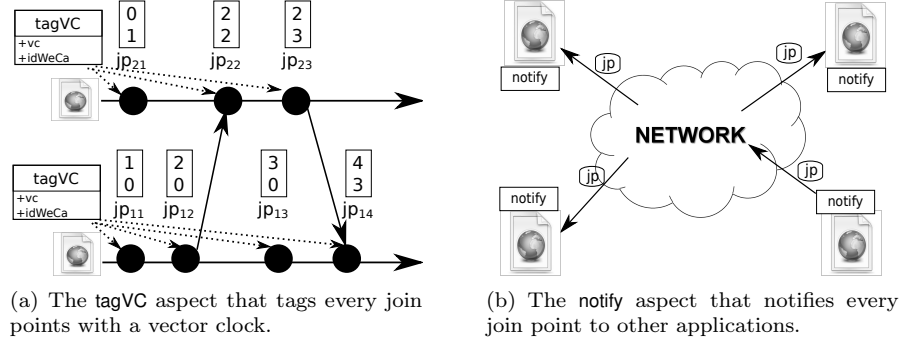 tagVC
+vc
+idWeCa
0
1
jp21
2
2
jp22
2
3
jp23
tagVC
+vc
+idWeCa
1
0
jp11
2
0
jp12
3
0
jp13
4
3
jp14
(a) The tagVC aspect that tags every join
points with a vector clock.
notify
jp
jp
notify
NETWORK
notify
jp
jp
notify
(b) The notify aspect that notifies every
join point to other applications.